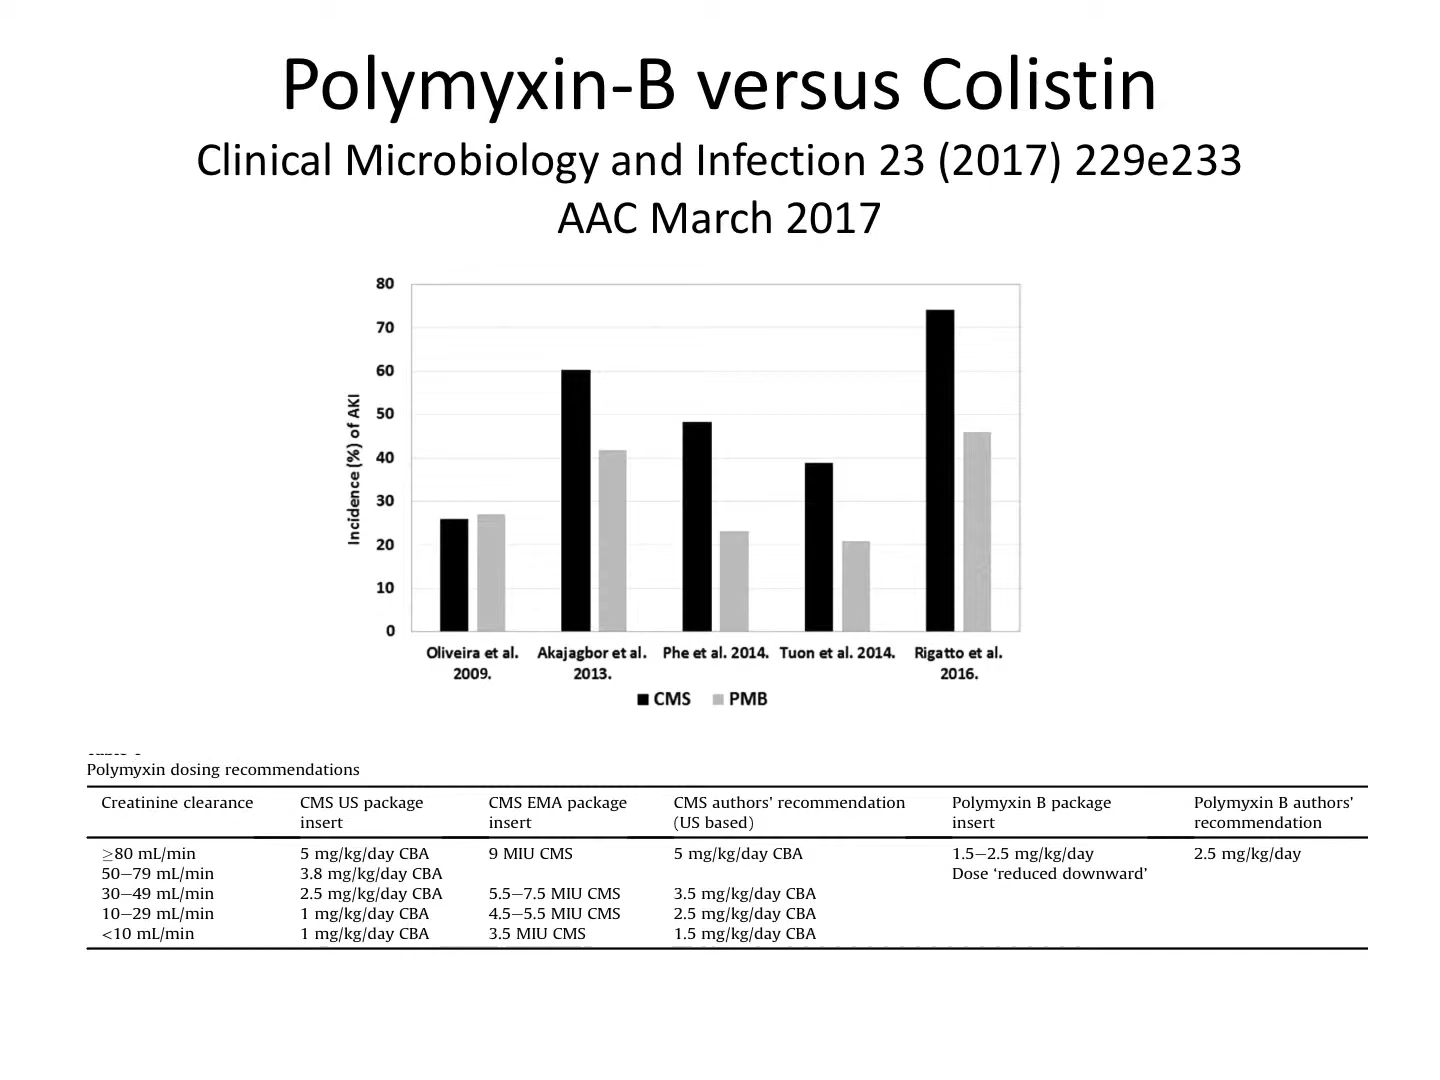 Polymyxin-B versus Colistin
Clinical Microbiology and Infection 23 (2017) 229e233
AAC March 2017
80
70
60
50
40
30
20
10
0
Incidence (%) of AKI
Oliveira et al. 2009.
Akajagbor et al. 2013.
Phe et al. 2014.
Tuon et al. 2014.
Rigatto et al. 2016.
CMS PMB
Polymyxin dosing recommendations
Creatinine clearance CMS US package insert CMS EMA package insert CMS authors' recommendation (US based) Polymyxin B package insert Polymyxin B authors' recommendation
≥80 mL/min 5 mg/kg/day CBA 9 MIU CMS 5 mg/kg/day CBA 1.5–2.5 mg/kg/day 2.5 mg/kg/day
50–79 mL/min 3.8 mg/kg/day CBA Dose 'reduced downward'
30–49 mL/min 2.5 mg/kg/day CBA 5.5–7.5 MIU CMS 3.5 mg/kg/day CBA
10–29 mL/min 1 mg/kg/day CBA 4.5–5.5 MIU CMS 2.5 mg/kg/day CBA
<10 mL/min 1 mg/kg/day CBA 3.5 MIU CMS 1.5 mg/kg/day CBA